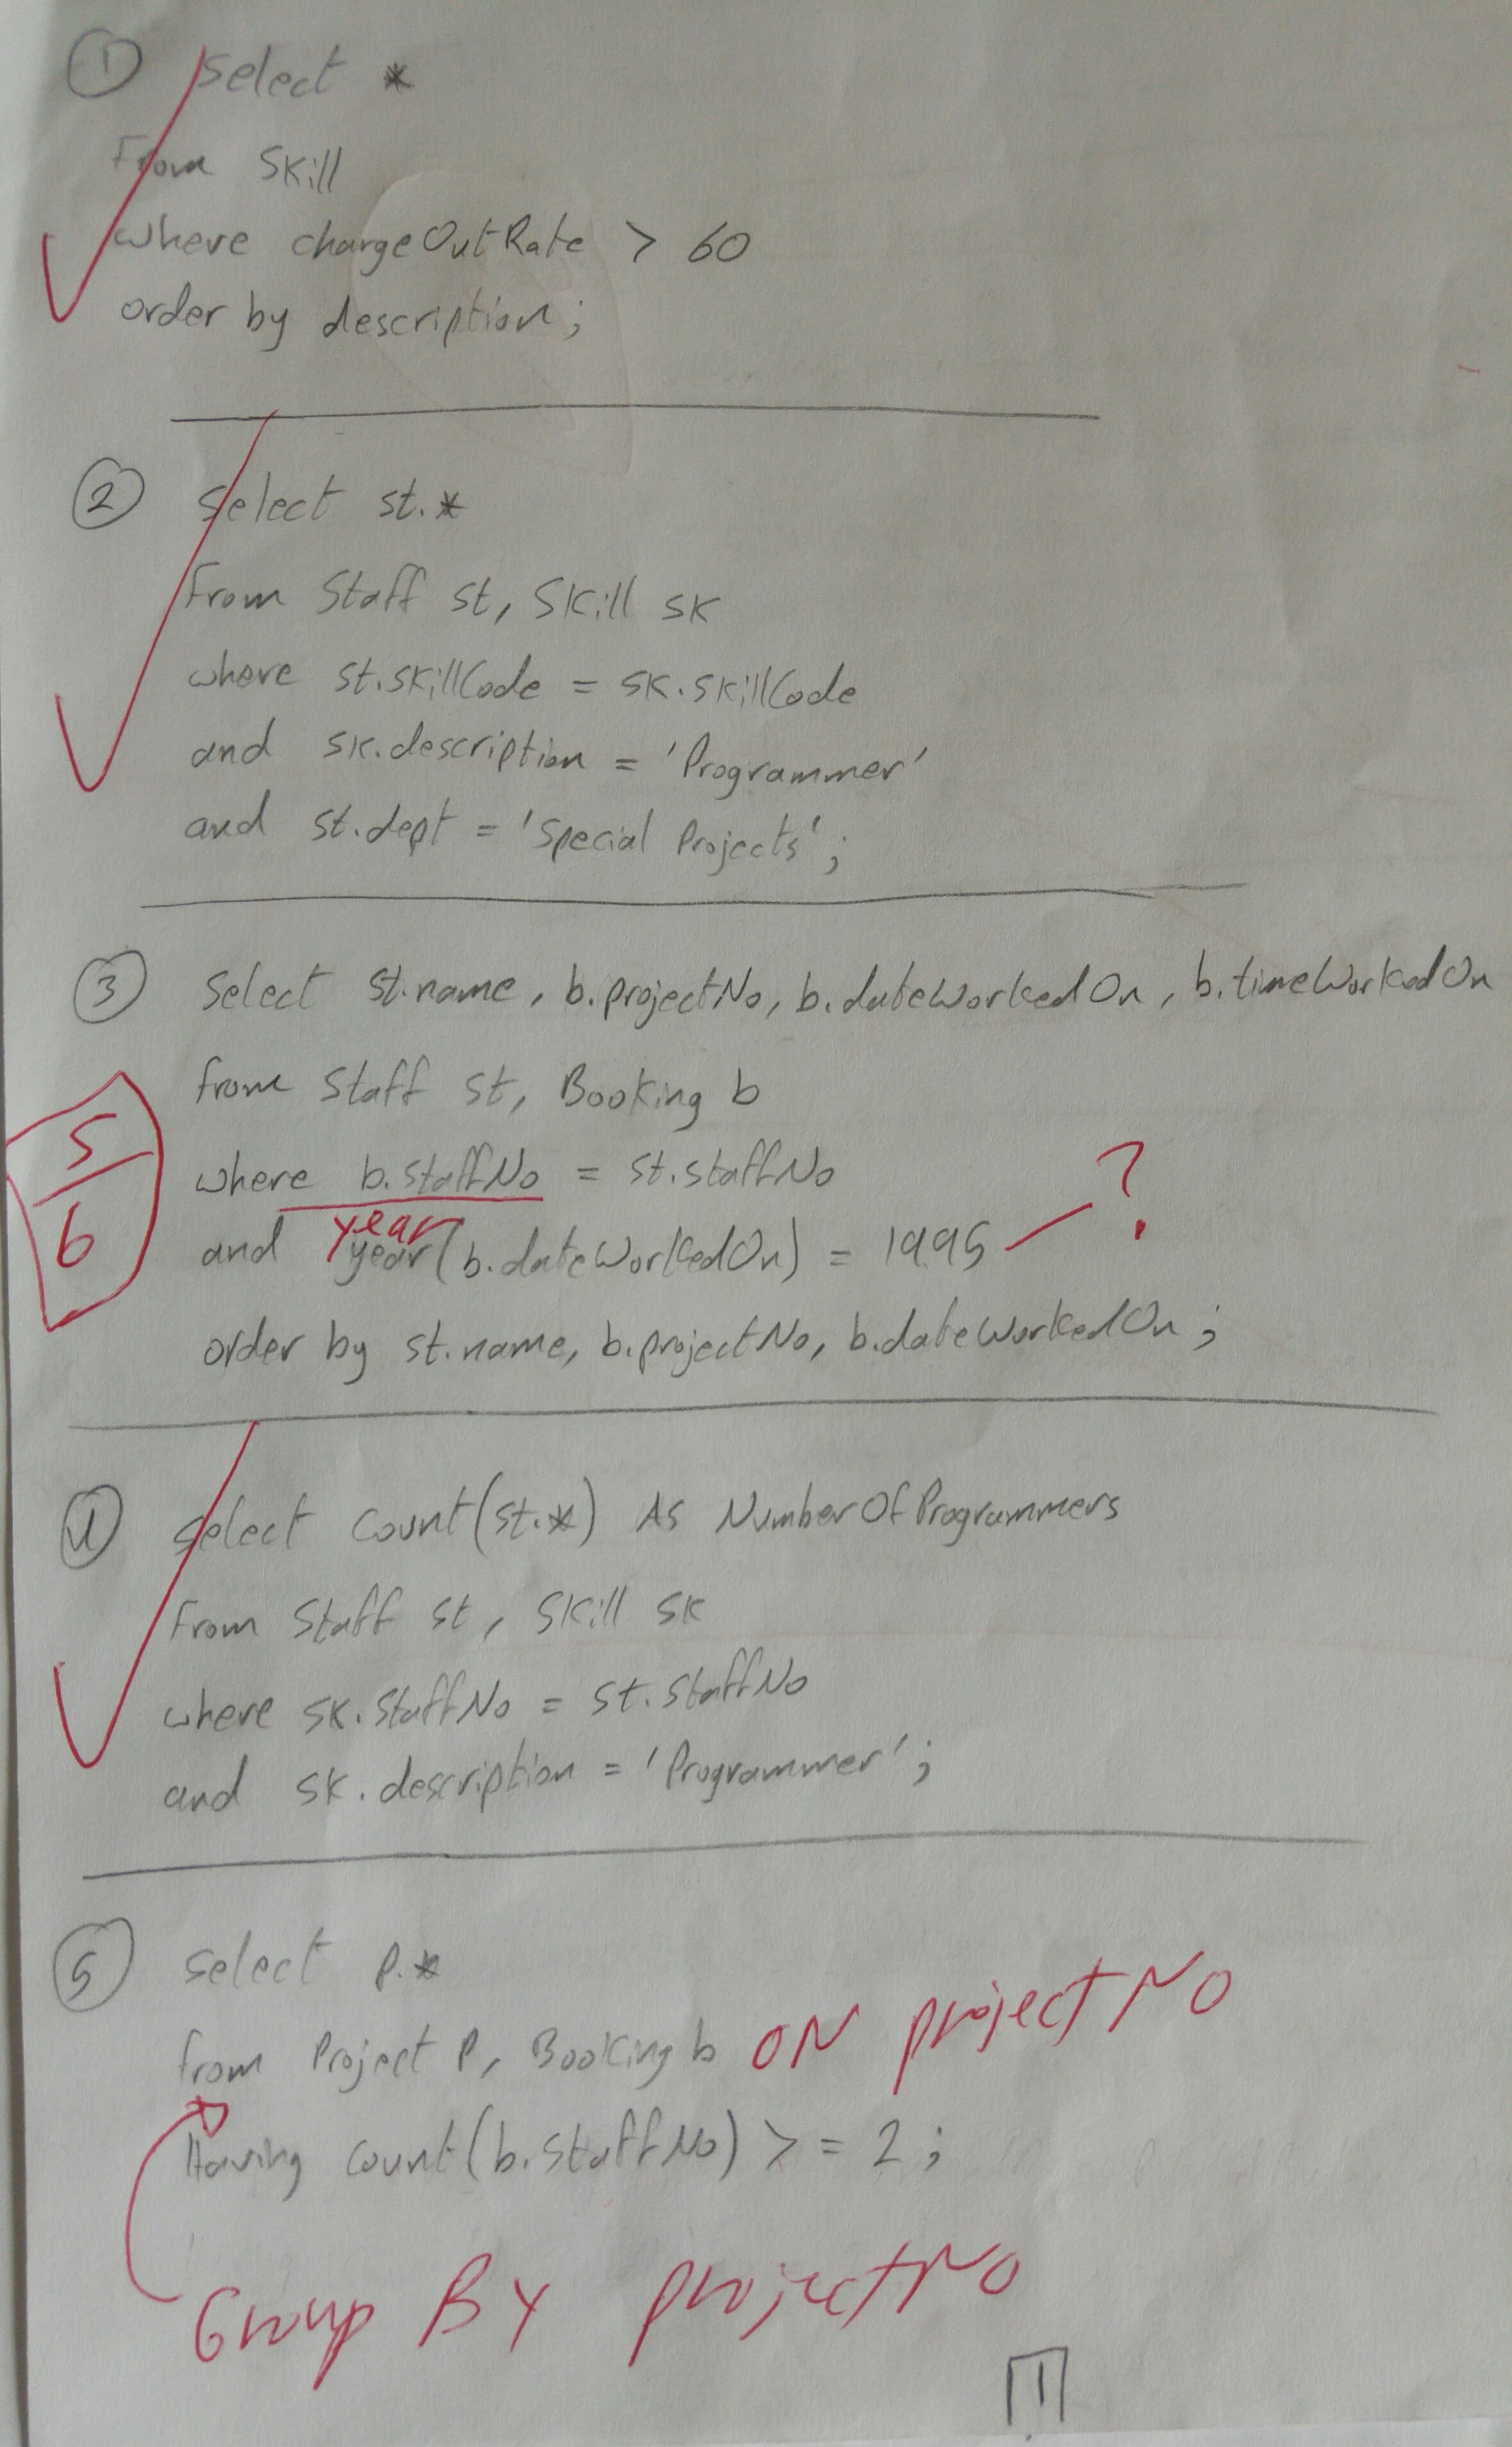 ① Select *
From Skill
where chargeOutRate > 60
order by description;
② Select st.*
From Staff st, Skill sk
where st.skillCode = sk.skillCode
and sk.description = 'Programmer'
and st.dept = 'Special Projects';
③ Select st.name, b.projectNo, b.dateWorkedOn, b.timeWorkedOn
from Staff st, Booking b
5/6
where b.staffNo = st.staffNo
?
year
and year(b.dateWorkedOn) = 1995
order by st.name, b.projectNo, b.dateWorkedOn;
④ Select Count(st.*) As NumberOfProgrammers
From Staff st, Skill sk
where sk.staffNo = st.staffNo
and sk.description = 'Programmer';
⑤ select p.*
from Project P, Booking b ON projectNo
Having count(b.staffNo) >= 2;
Group By projectNo